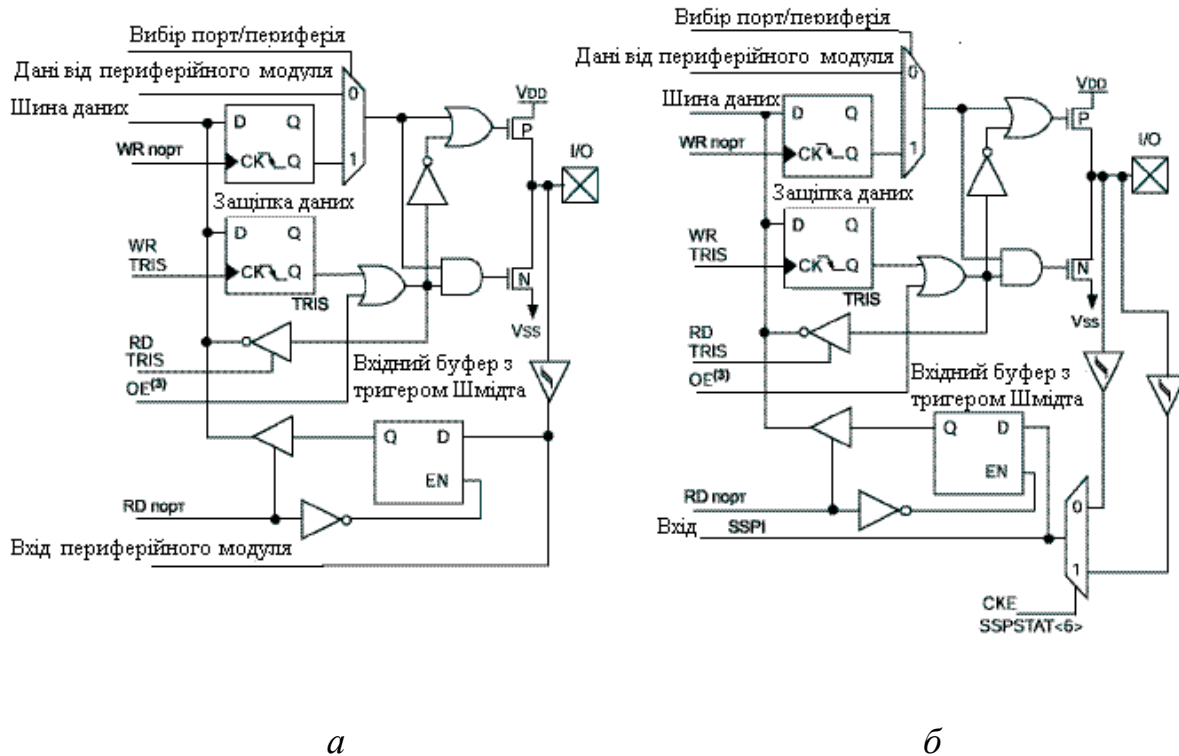 Вибір порт/периферія
Дані від периферійного модуля
0
Шина даних
VDD
D Q
P
WR порт
CK Q
1
I/O
Защіпка даних
D Q
WR
TRIS
CK Q
N
TRIS
Vss
RD
TRIS
Вхідний буфер з
тригером Шмідта
OE(3)
Q D
EN
RD порт
Вхід периферійного модуля
а
Вибір порт/периферія
Дані від периферійного модуля
0
Шина даних
VDD
D Q
P
WR порт
CK Q
1
I/O
Защіпка даних
D Q
WR
TRIS
CK Q
N
TRIS
Vss
RD
TRIS
Вхідний буфер з
тригером Шмідта
OE(3)
Q D
EN
RD порт
0
Вхід SSPI
1
CKE
SSPSTAT<6>
б